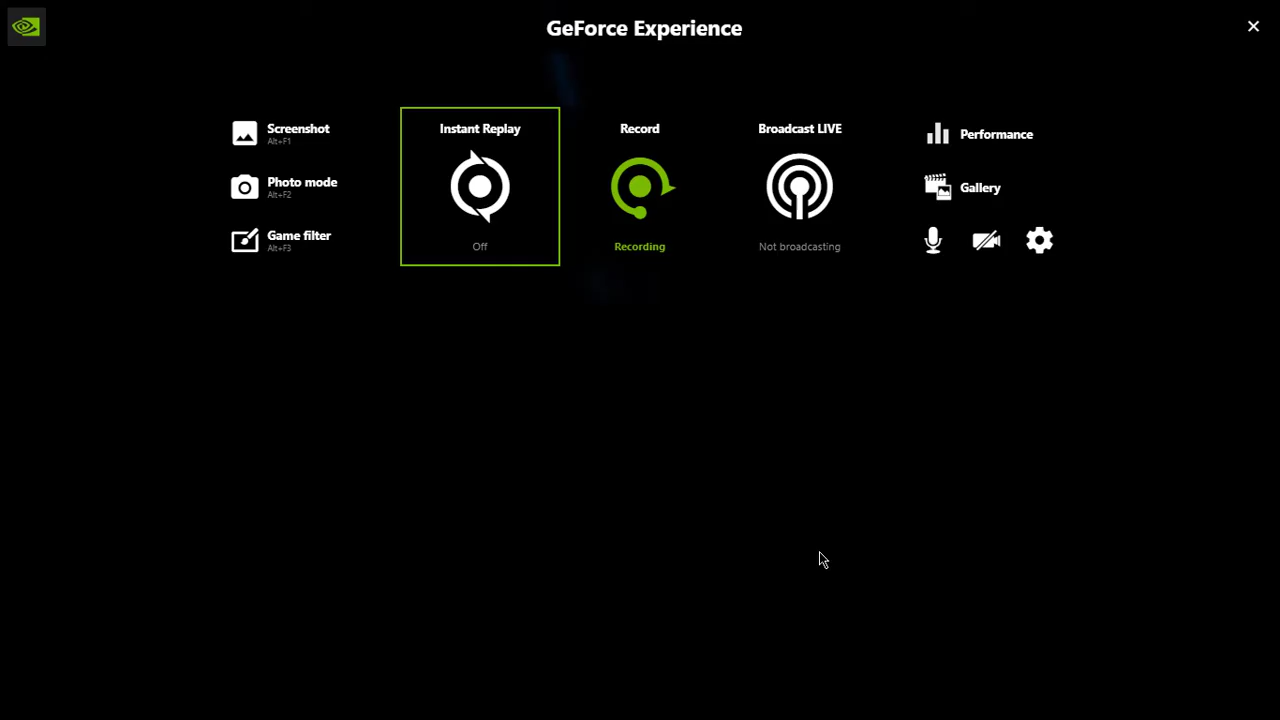 GeForce Experience
Screenshot
Alt+F1
Photo mode
Alt+F2
Game filter
Alt+F3
Instant Replay
Off
Record
Recording
Broadcast LIVE
Not broadcasting
Performance
Gallery